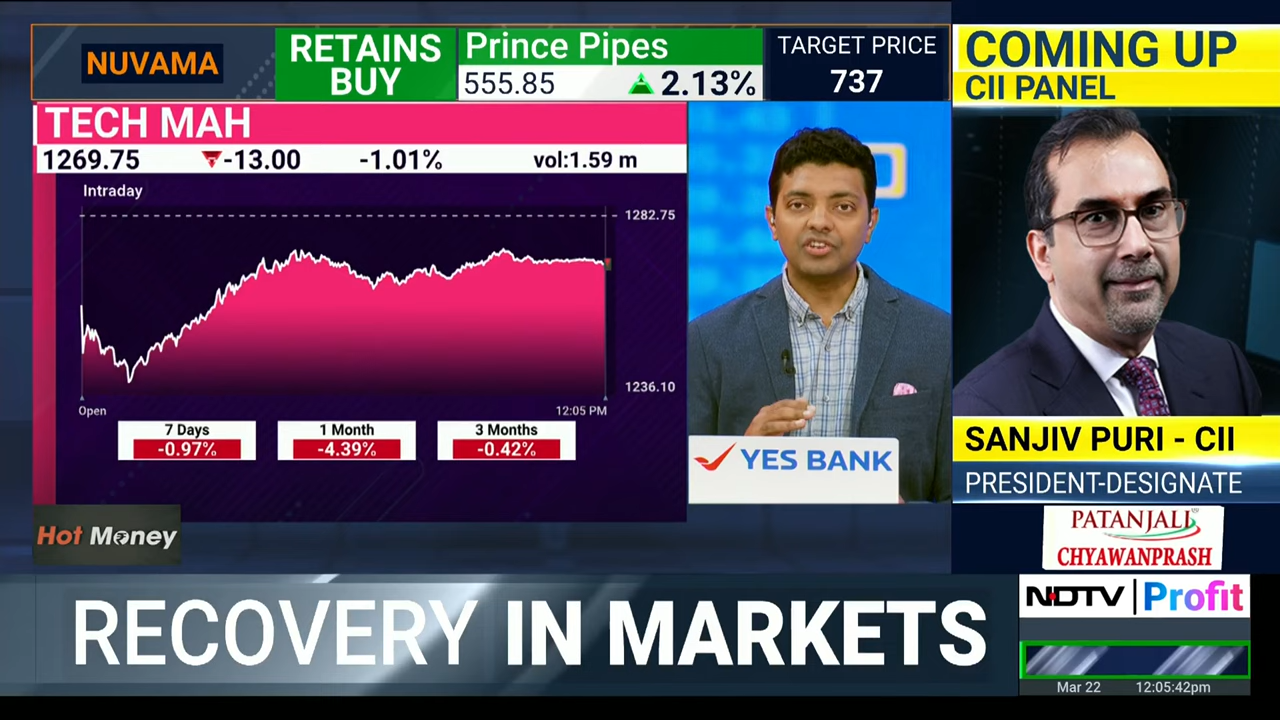 NUVAMA
RETAINS
BUY
Prince Pipes
555.85 2.13%
TARGET PRICE
737
COMING UP
CII PANEL
TECH MAH
1269.75 -13.00 -1.01% vol:1.59 m
Intraday
1282.75
1236.10
Open 12:05 PM
7 Days 1 Month 3 Months
-0.97% -4.39% -0.42%
YES BANK
SANJIV PURI - CII
PRESIDENT-DESIGNATE
Hot Money
PATANJALI
CHYAWANPRASH
RECOVERY IN MARKETS
NDTV Profit
Mar 22 12:05:42pm